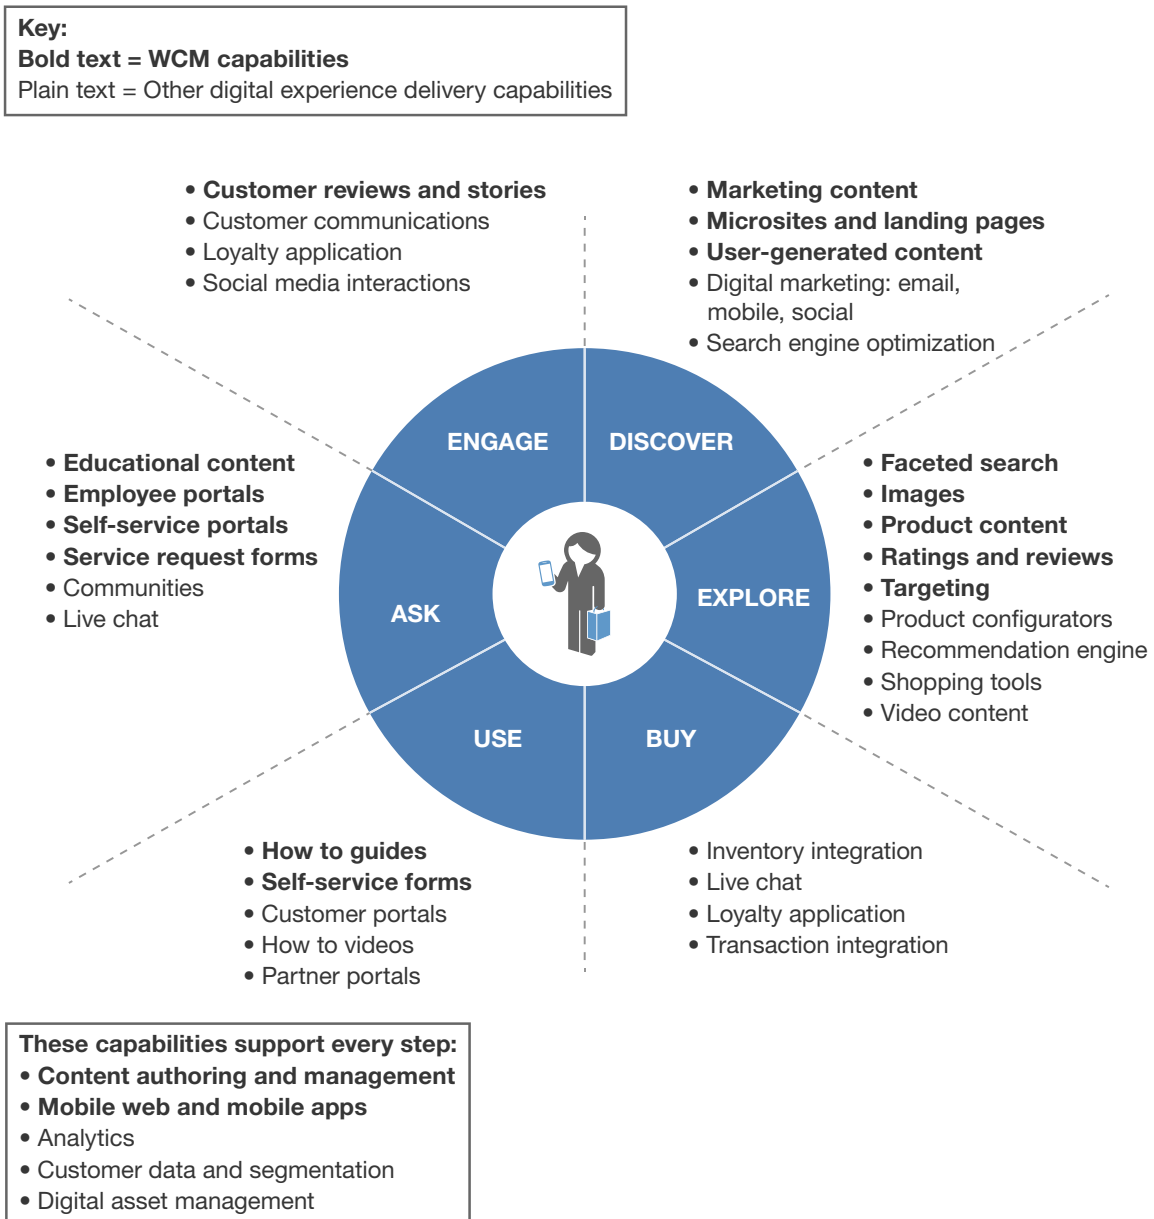 Key:
Bold text = WCM capabilities
Plain text = Other digital experience delivery capabilities
• Customer reviews and stories
• Customer communications
• Loyalty application
• Social media interactions
• Marketing content
• Microsites and landing pages
• User-generated content
• Digital marketing: email,
mobile, social
• Search engine optimization
ENGAGE
DISCOVER
• Educational content
• Employee portals
• Self-service portals
• Service request forms
• Communities
• Live chat
ASK
EXPLORE
• Faceted search
• Images
• Product content
• Ratings and reviews
• Targeting
• Product configurators
• Recommendation engine
• Shopping tools
• Video content
USE
BUY
• How to guides
• Self-service forms
• Customer portals
• How to videos
• Partner portals
• Inventory integration
• Live chat
• Loyalty application
• Transaction integration
These capabilities support every step:
• Content authoring and management
• Mobile web and mobile apps
• Analytics
• Customer data and segmentation
• Digital asset management